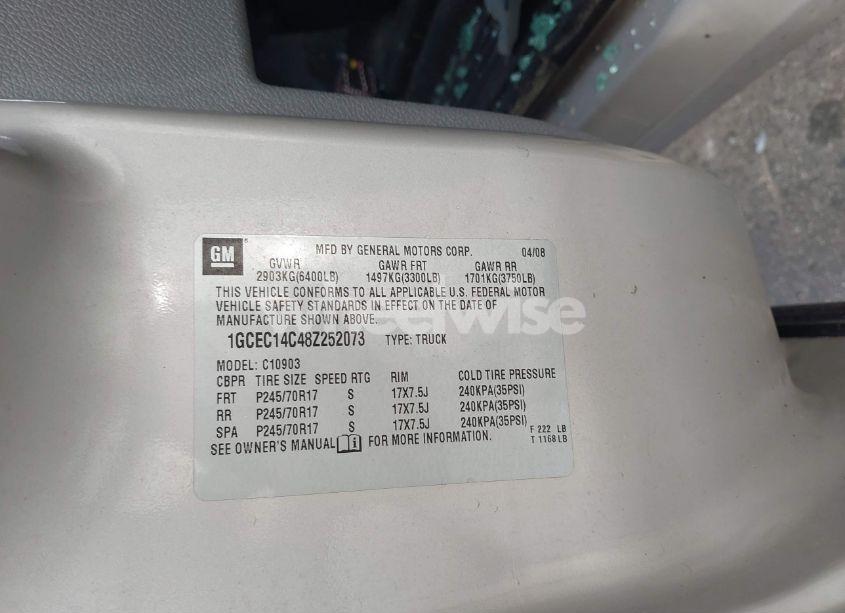 GM
MFD BY GENERAL MOTORS CORP. 04/08
GVWR GAWR FRT GAWR RR
2903KG(6400LB) 1497KG(3300LB) 1701KG(3750LB)
THIS VEHICLE CONFORMS TO ALL APPLICABLE U.S. FEDERAL MOTOR
VEHICLE SAFETY STANDARDS IN EFFECT ON THE DATE OF
MANUFACTURE SHOWN ABOVE.
1GCEC14C48Z252073 TYPE: TRUCK
MODEL: C10903
CBPR TIRE SIZE SPEED RTG RIM COLD TIRE PRESSURE
FRT P245/70R17 S 17X7.5J 240KPA(35PSI)
RR P245/70R17 S 17X7.5J 240KPA(35PSI)
SPA P245/70R17 S 17X7.5J 240KPA(35PSI)
F 222 LB
T 1168 LB
SEE OWNER'S MANUAL FOR MORE INFORMATION.